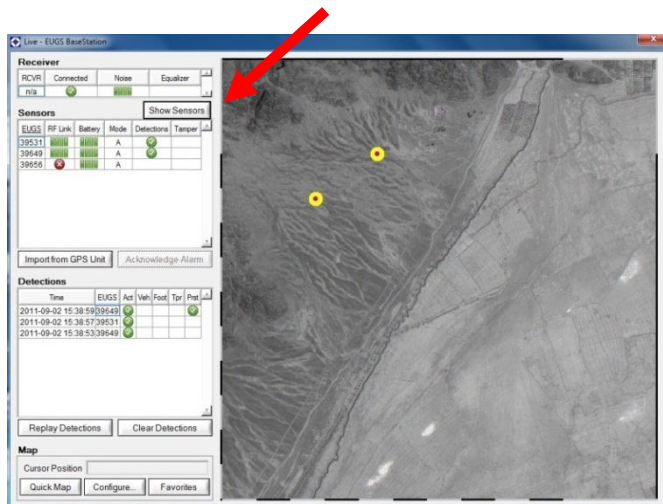 Live - EUGS BaseStation
Receiver
RCVR Connected Noise Equalizer
n/a
Sensors Show Sensors
EUGS RF Link Battery Mode Detections Tamper
39531 A
39649 A
39656 A
Import from GPS Unit Acknowledge Alarm
Detections
Time EUGS Act Veh Foot Tpr Prst
2011-09-02 15:38:59 39649
2011-09-02 15:38:57 39531
2011-09-02 15:38:53 39649
Replay Detections Clear Detections
Map
Cursor Position
Quick Map Configure... Favorites